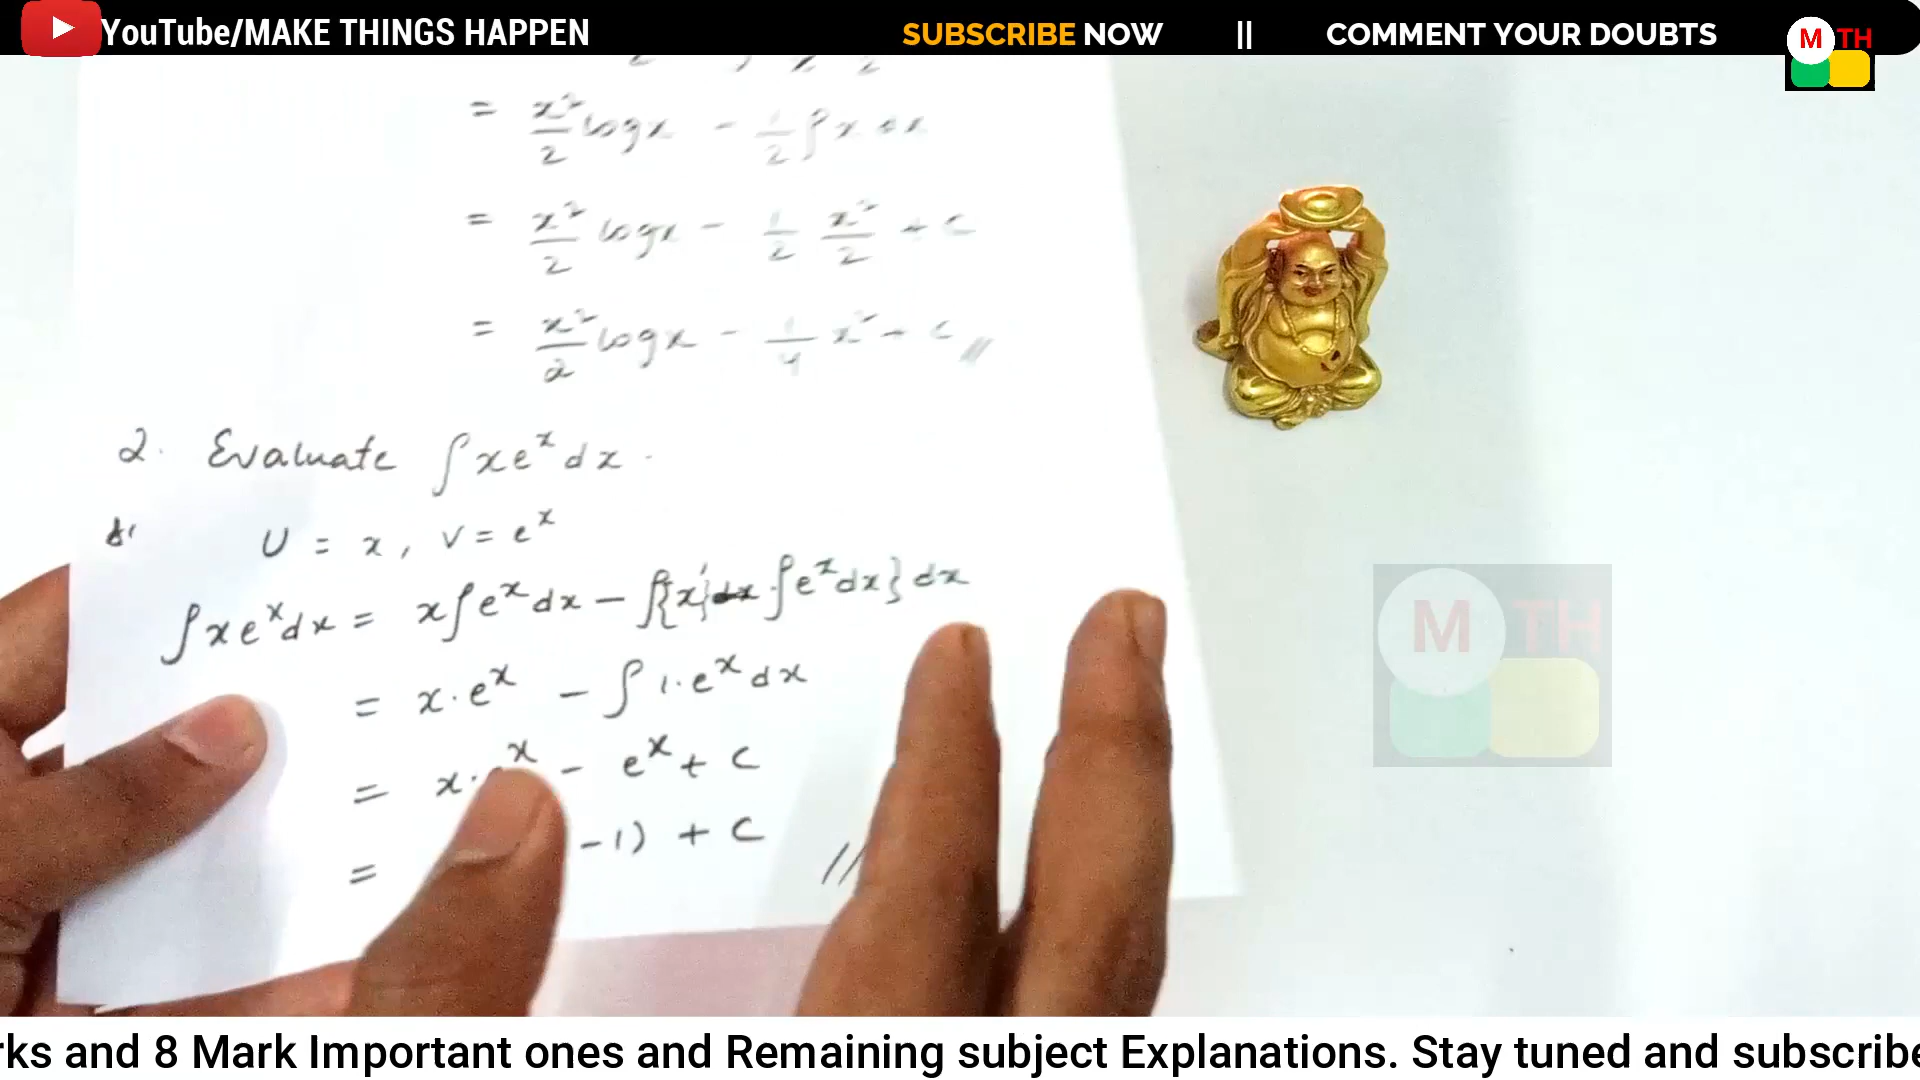 YouTube/MAKE THINGS HAPPEN SUBSCRIBE NOW || COMMENT YOUR DOUBTS
M TH
= x²/2 logx - 1/2 ∫x dx
= x²/2 logx - 1/2 x²/2 + C
= x²/2 logx - 1/4 x² + C //
2. Evaluate ∫xeˣdx.
U = x, V = eˣ
∫xeˣdx = x∫eˣdx - ∫{x' ∫eˣdx}dx
= x·eˣ - ∫1·eˣdx
= x· ˣ - eˣ + C
= -1) + C //
M TH
rks and 8 Mark Important ones and Remaining subject Explanations. Stay tuned and subscribe